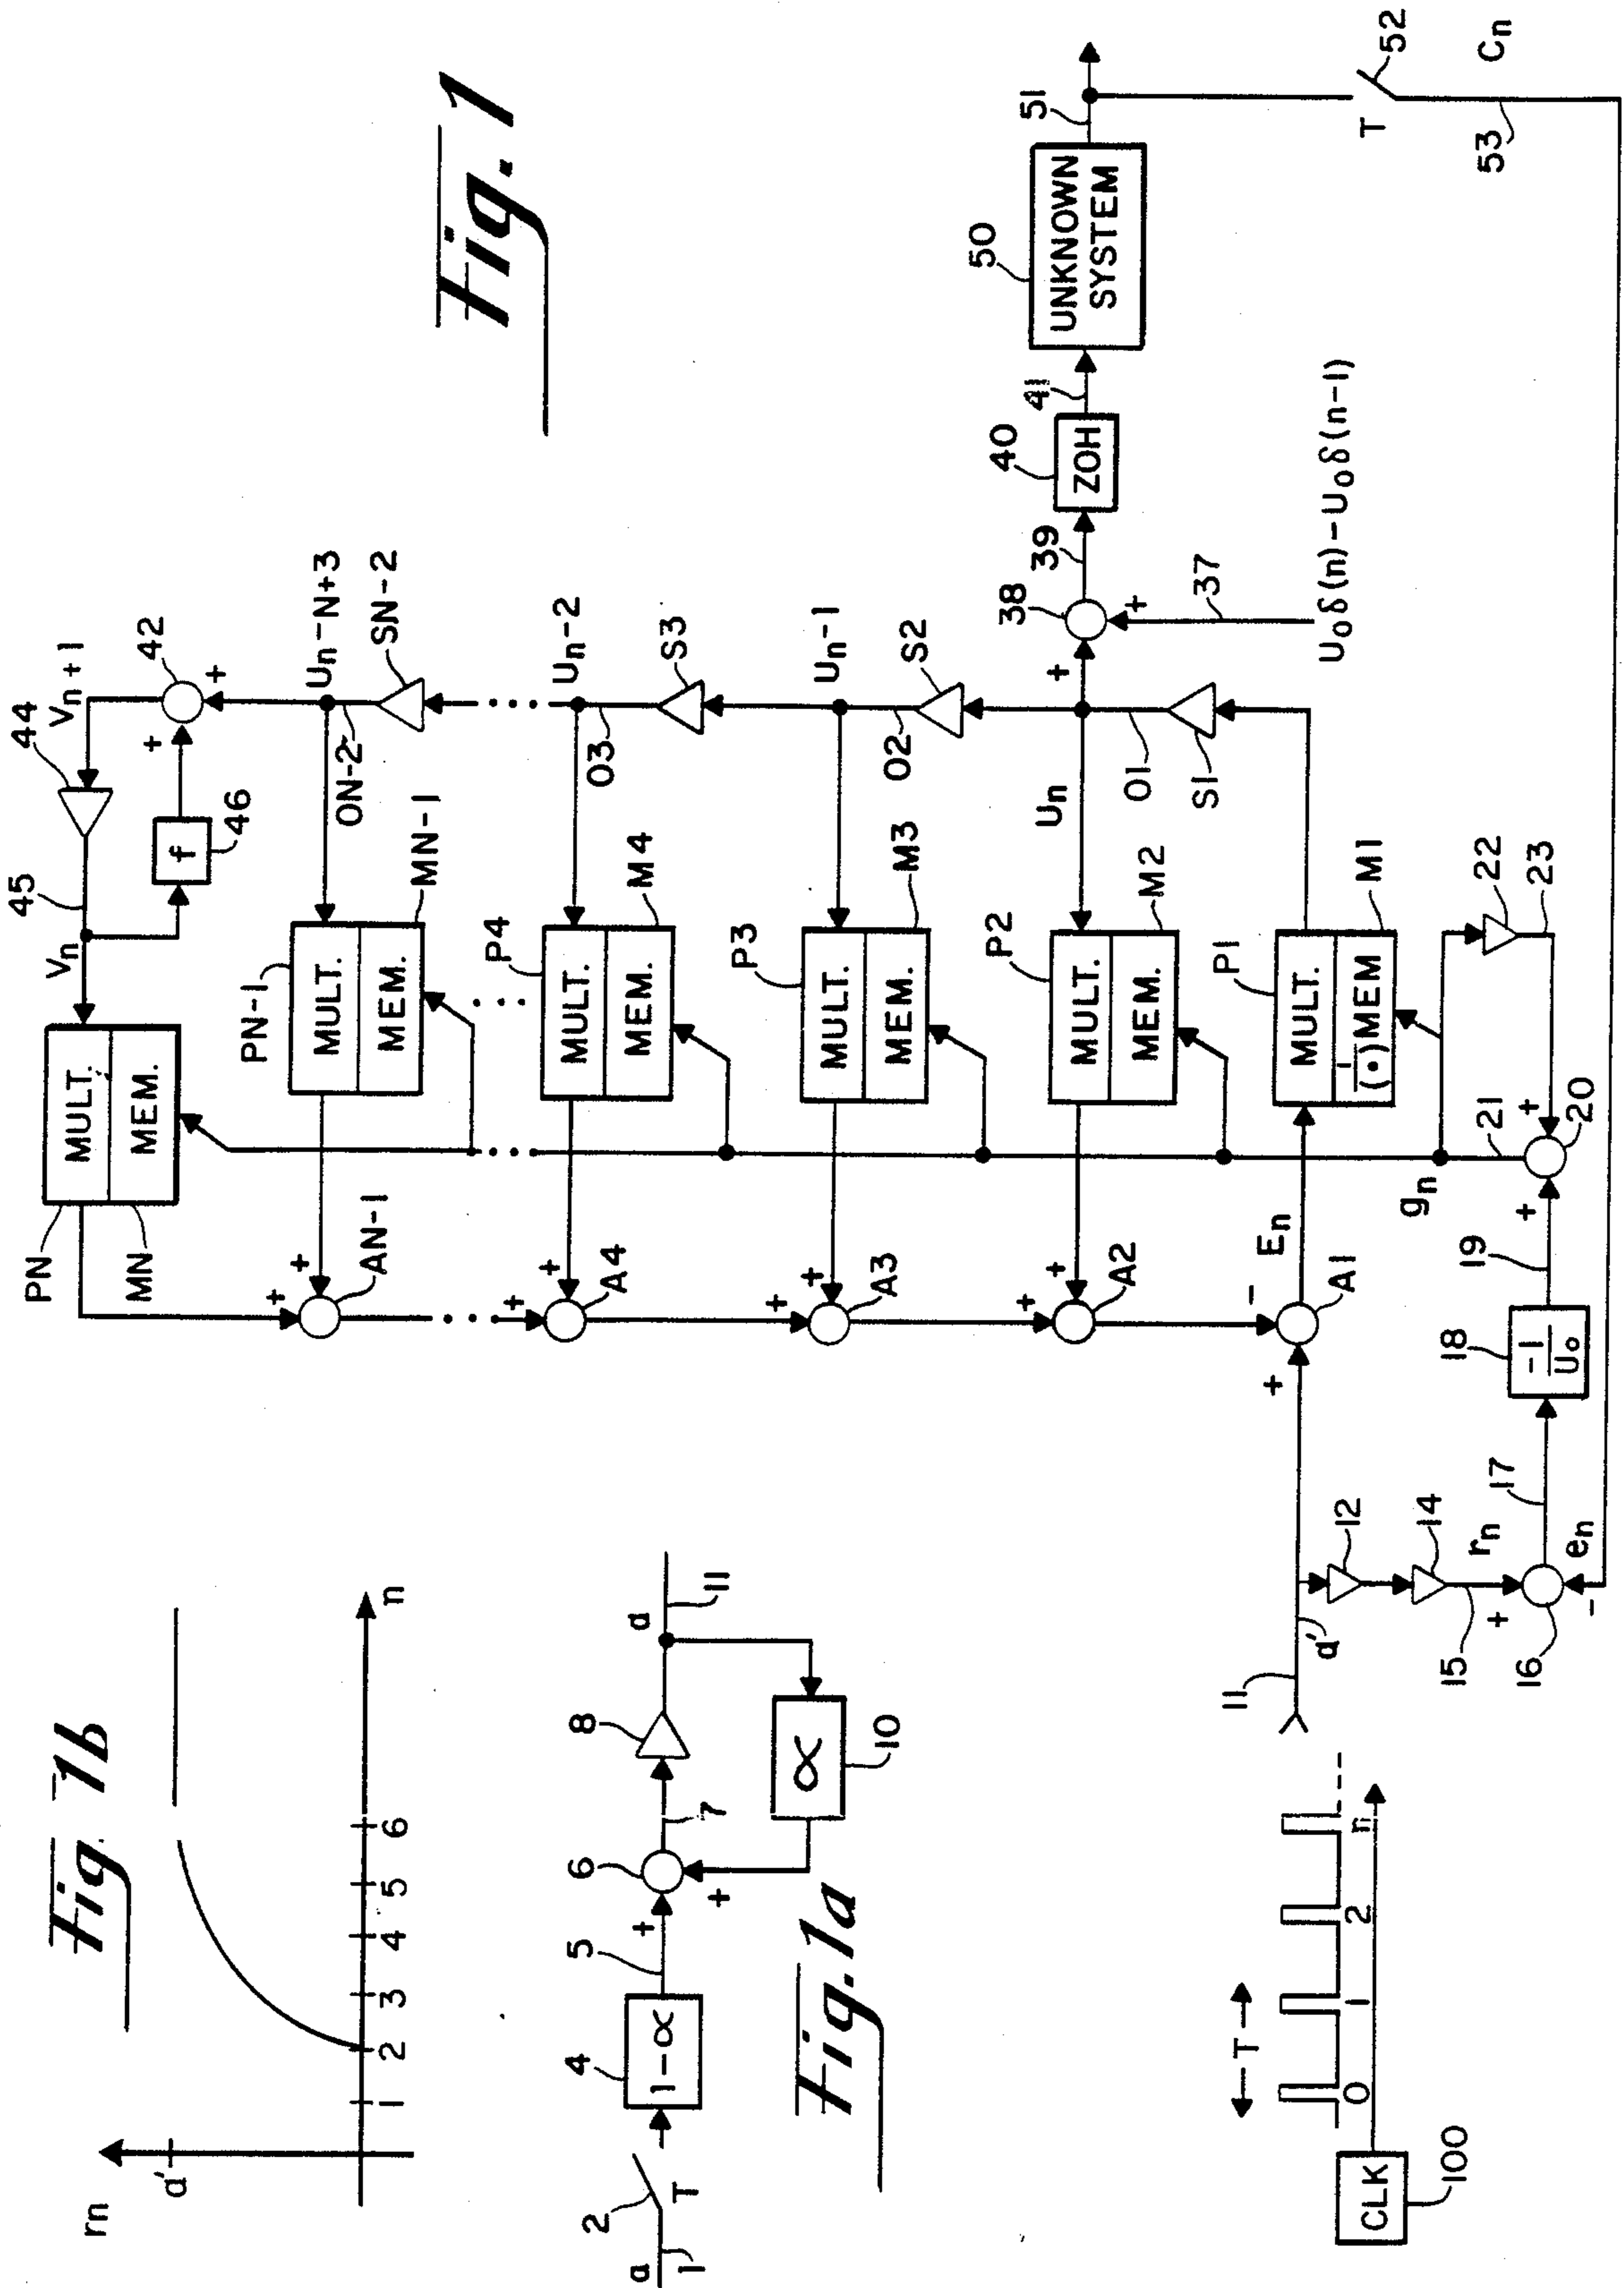 Fig. 1
PN
MN
MULT.
MEM.
Vn
45
44
Vn+1
42
f
46
+
+
PN-1
MULT.
MEM.
MN-1
ON-2
Un-N+3
SN-2
+
+
AN-1
P4
MULT.
MEM.
M4
O3
Un-2
S3
+
+
A4
P3
MULT.
MEM.
M3
O2
Un-1
S2
+
+
A3
P2
MULT.
MEM.
M2
Un
O1
S1
+
+
A2
+
38
39
40
ZOH
41
50
UNKNOWN
SYSTEM
51
+
37
U0δ(n)-U0δ(n-1)
T
52
53
Cn
P1
MULT.
1/(•) MEM
M1
En
-
+
A1
gn
21
22
23
+
+
20
19
18
-1/U0
17
11
a'
12
14
15
rn
+
16
en
-
Fig 1b
rn
a'
1 2 3 4 5 6
n
Fig. 1a
a
1
2
T
4
1-∝
5
+
6
+
7
8
a
11
∝
10
T
0 1 2 n
CLK
100